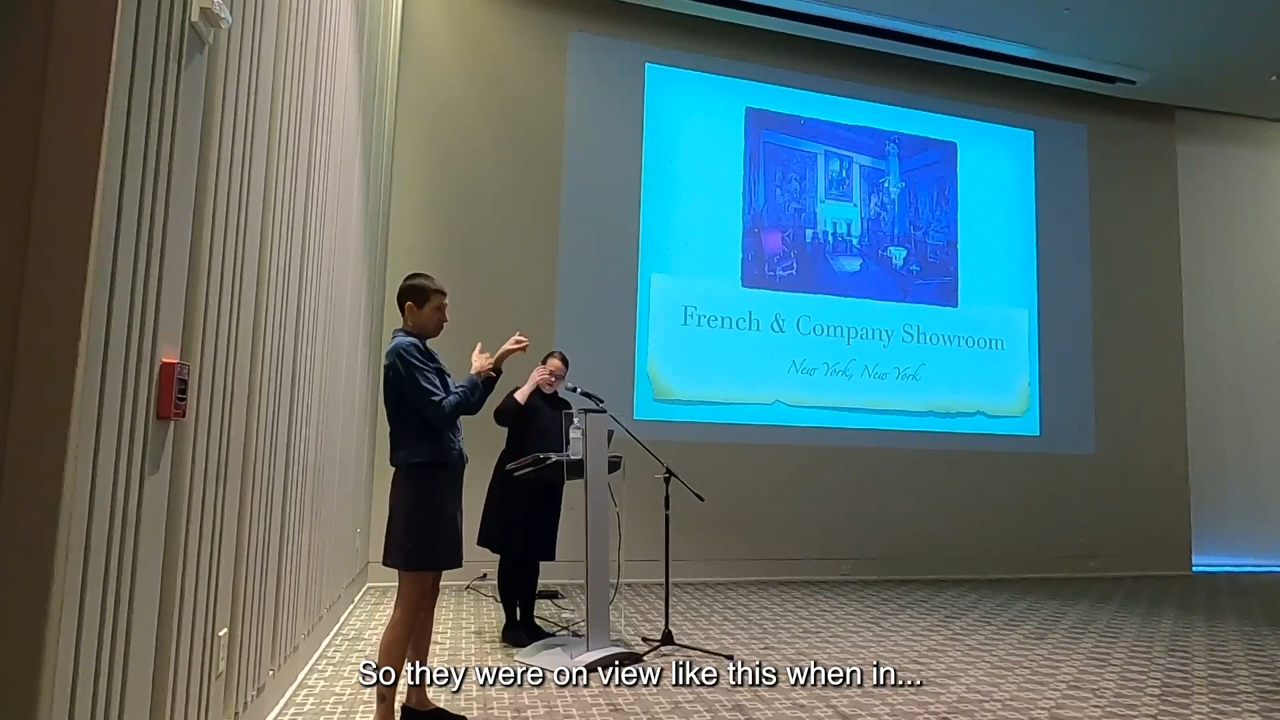 French & Company Showroom
New York, New York
So they were on view like this when in...